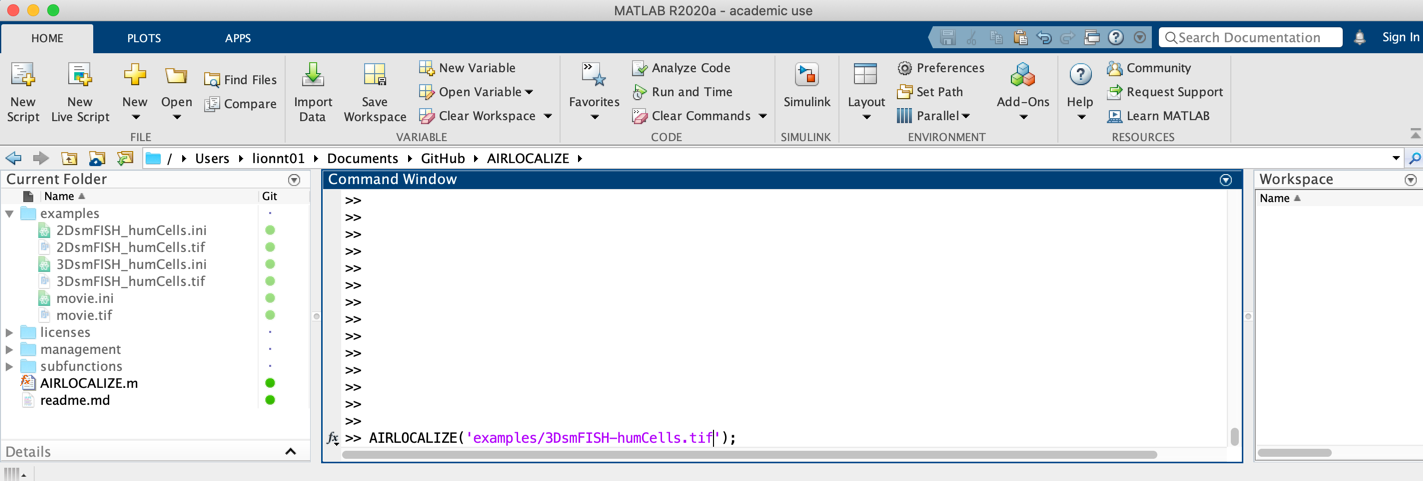 MATLAB R2020a - academic use
HOME PLOTS APPS
Search Documentation Sign In
New Script
New Live Script
New
Open
Find Files
Compare
FILE
Import Data
Save Workspace
New Variable
Open Variable
Clear Workspace
VARIABLE
Favorites
Analyze Code
Run and Time
Clear Commands
CODE
Simulink
SIMULINK
Layout
Preferences
Set Path
Parallel
Add-Ons
ENVIRONMENT
Help
Community
Request Support
Learn MATLAB
RESOURCES
/ Users lionnt01 Documents GitHub AIRLOCALIZE
Current Folder
Name Git
examples
2DsmFISH_humCells.ini
2DsmFISH_humCells.tif
3DsmFISH_humCells.ini
3DsmFISH_humCells.tif
movie.ini
movie.tif
licenses
management
subfunctions
AIRLOCALIZE.m
readme.md
Details
Command Window
>>
>>
>>
>>
>>
>>
>>
>>
>>
>>
>>
>>
>>
>>
fx >> AIRLOCALIZE('examples/3DsmFISH-humCells.tif');
Workspace
Name